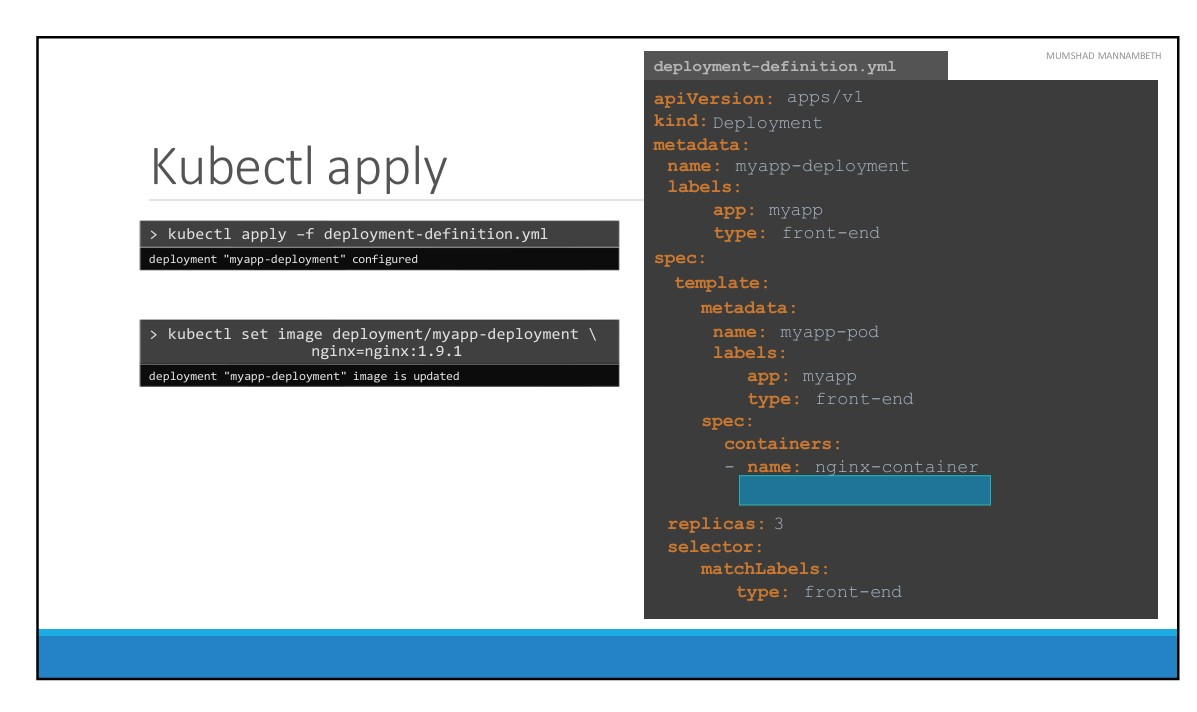 MUMSHAD MANNAMBETH
Kubectl apply
> kubectl apply –f deployment-definition.yml
deployment "myapp-deployment" configured
> kubectl set image deployment/myapp-deployment \
nginx=nginx:1.9.1
deployment "myapp-deployment" image is updated
deployment-definition.yml
apiVersion: apps/v1
kind: Deployment
metadata:
name: myapp-deployment
labels:
app: myapp
type: front-end
spec:
template:
metadata:
name: myapp-pod
labels:
app: myapp
type: front-end
spec:
containers:
- name: nginx-container
replicas: 3
selector:
matchLabels:
type: front-end